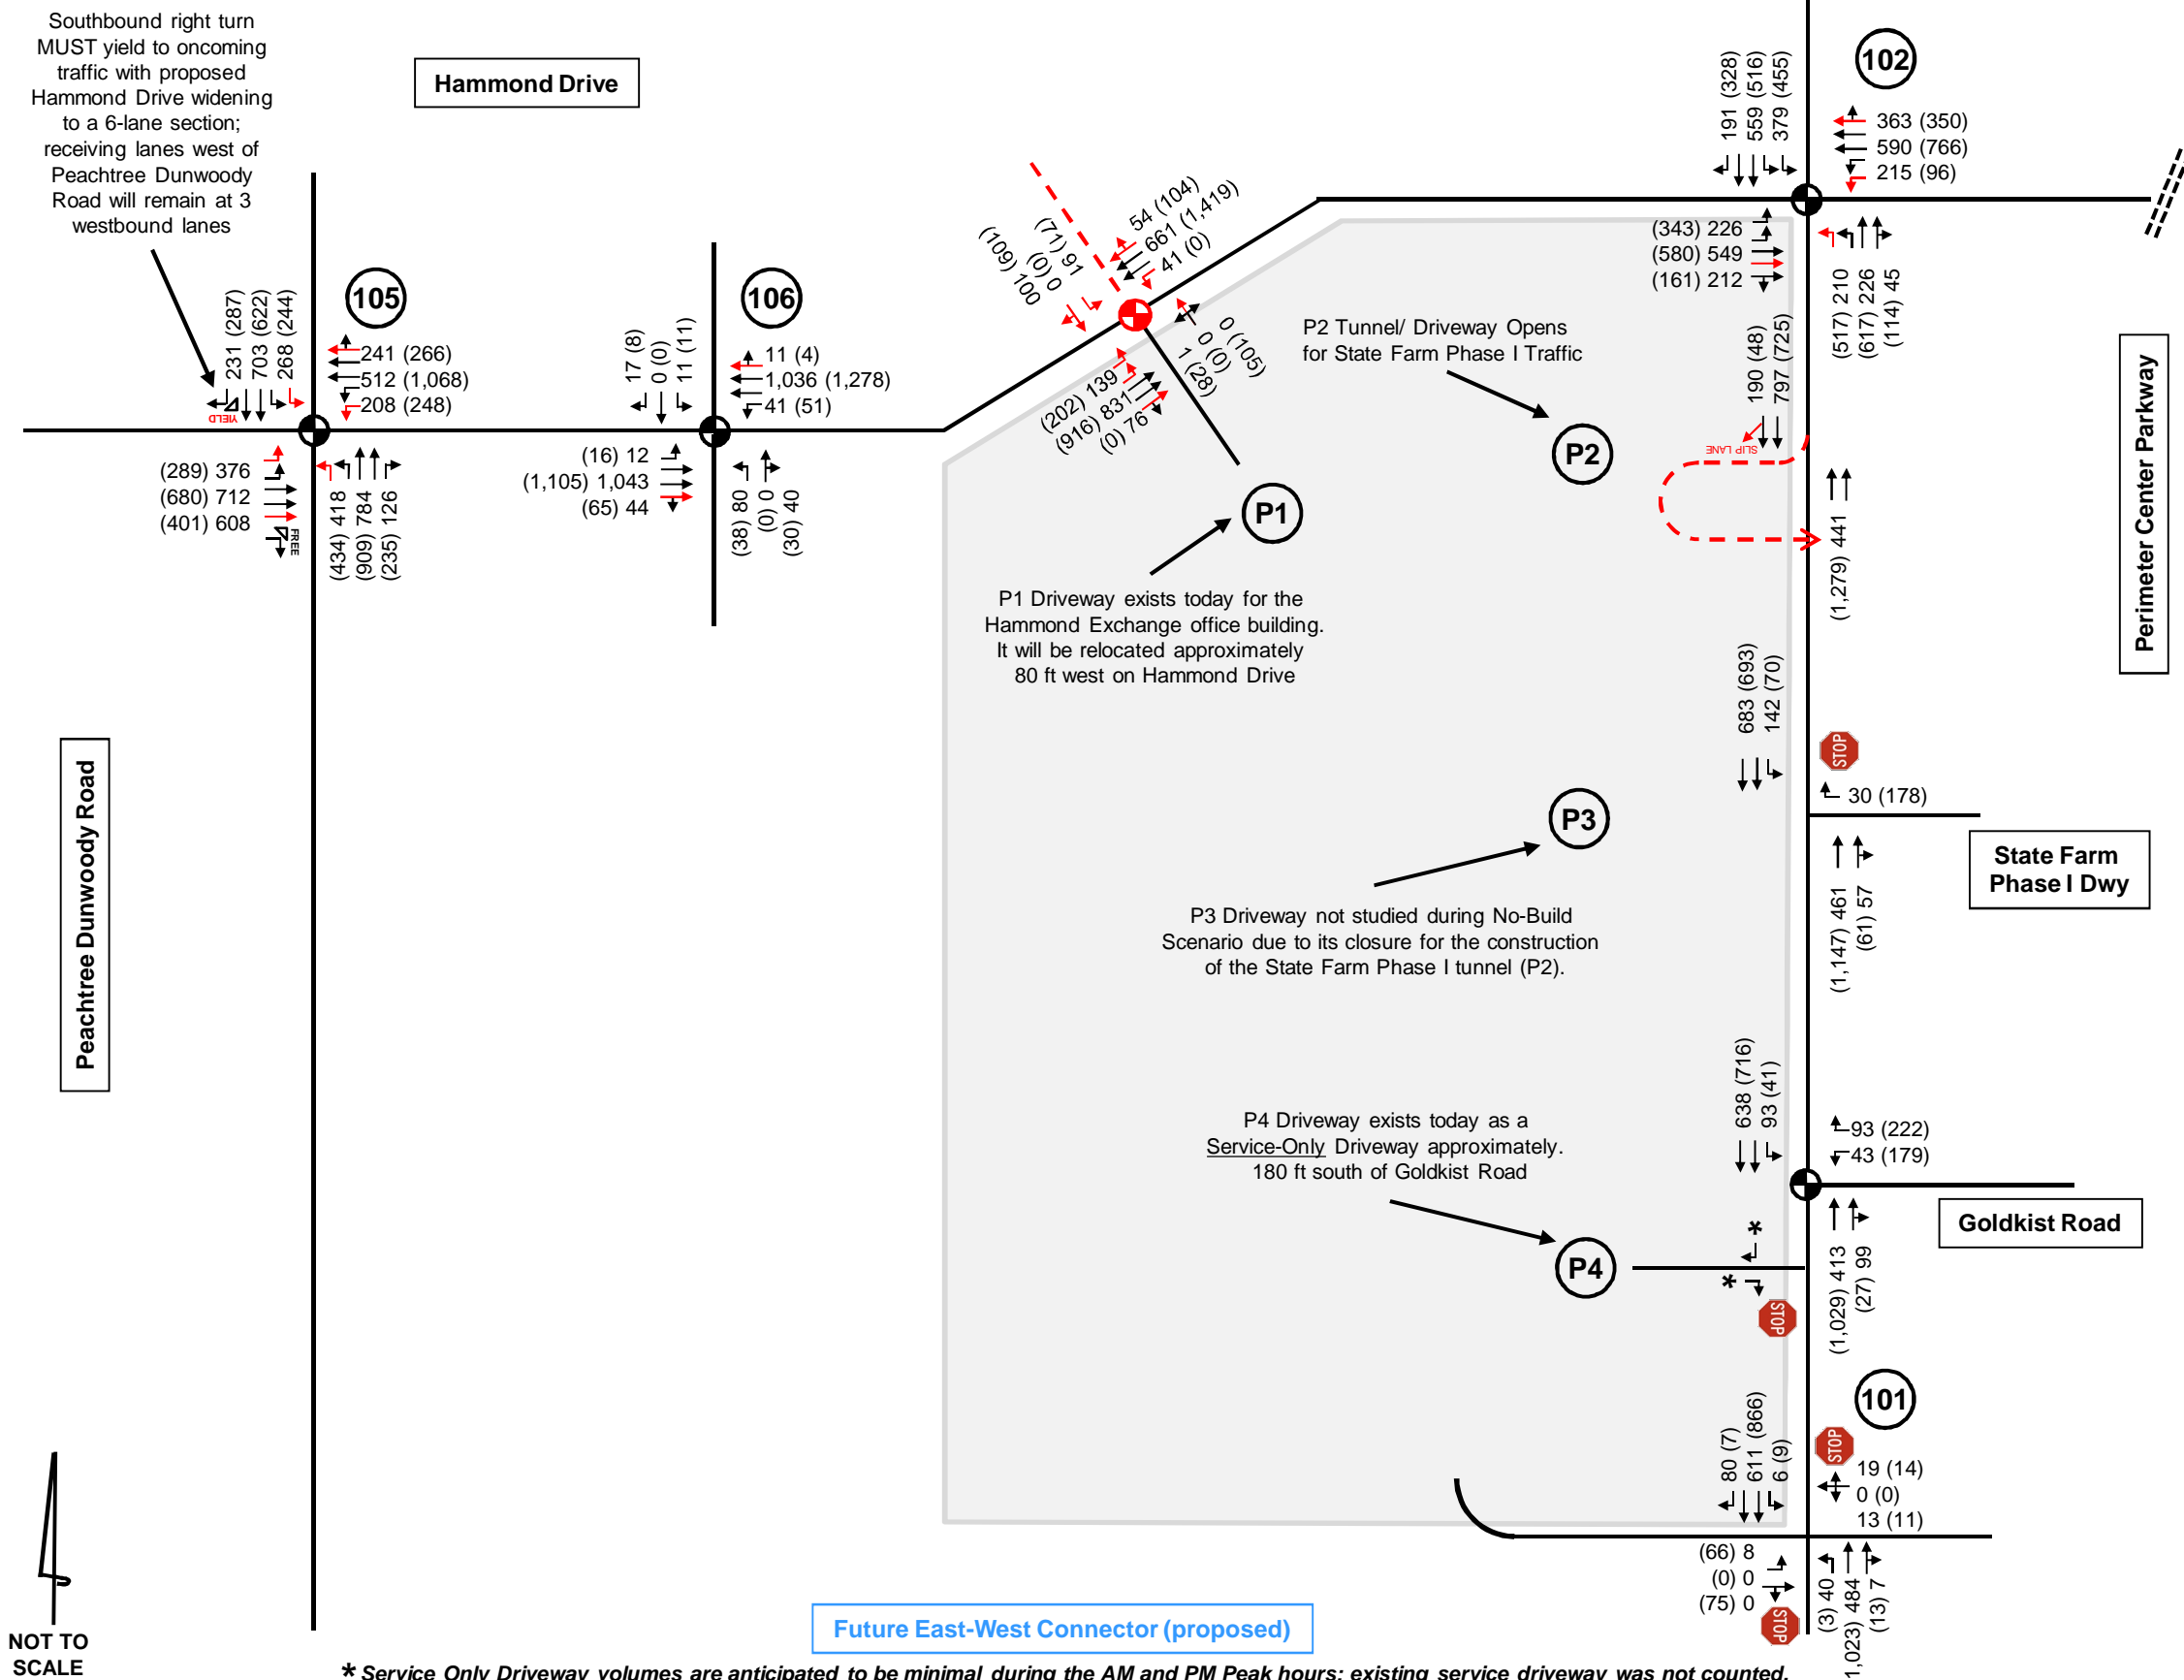 Southbound right turn
MUST yield to oncoming
traffic with proposed
Hammond Drive widening
to a 6-lane section;
receiving lanes west of
Peachtree Dunwoody
Road will remain at 3
westbound lanes
Hammond Drive
102
191 (328)
559 (516)
379 (455)
363 (350)
590 (766)
215 (96)
(343) 226
(580) 549
(161) 212
(517) 210
(617) 226
(114) 45
105
231 (287)
703 (622)
268 (244)
YIELD
241 (266)
512 (1,068)
208 (248)
(289) 376
(680) 712
(401) 608
FREE
(434) 418
(909) 784
(235) 126
106
17 (8)
0 (0)
11 (11)
11 (4)
1,036 (1,278)
41 (51)
(16) 12
(1,105) 1,043
(65) 44
(38) 80
(0) 0
(30) 40
(109) 100
(0) 0
(71) 91
54 (104)
661 (1,419)
41 (0)
(202) 139
(916) 831
(0) 76
1 (28)
0 (0)
0 (105)
P2 Tunnel/ Driveway Opens
for State Farm Phase I Traffic
P2
190 (48)
797 (725)
SLIP LANE
(1,279) 441
Perimeter Center Parkway
P1
P1 Driveway exists today for the
Hammond Exchange office building.
It will be relocated approximately
80 ft west on Hammond Drive
683 (693)
142 (70)
STOP
30 (178)
State Farm
Phase I Dwy
(1,147) 461
(61) 57
P3
P3 Driveway not studied during No-Build
Scenario due to its closure for the construction
of the State Farm Phase I tunnel (P2).
Peachtree Dunwoody Road
638 (716)
93 (41)
93 (222)
43 (179)
Goldkist Road
(1,029) 413
(27) 99
P4 Driveway exists today as a
Service-Only Driveway approximately.
180 ft south of Goldkist Road
P4
*
*
STOP
101
80 (7)
611 (866)
6 (9)
STOP
19 (14)
0 (0)
13 (11)
(66) 8
(0) 0
(75) 0
STOP
(3) 40
1,023) 484
(13) 7
NOT TO
SCALE
Future East-West Connector (proposed)
* Service Only Driveway volumes are anticipated to be minimal during the AM and PM Peak hours; existing service driveway was not counted.